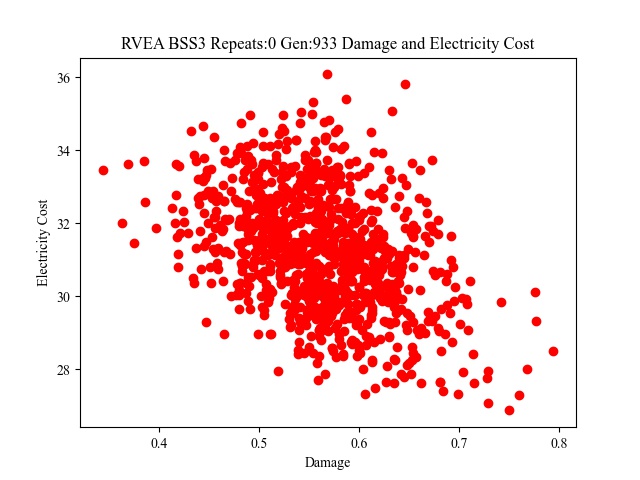 RVEA BSS3 Repeats:0 Gen:933 Damage and Electricity Cost
36
34
32
30
28
Electricity Cost
0.4 0.5 0.6 0.7 0.8
Damage